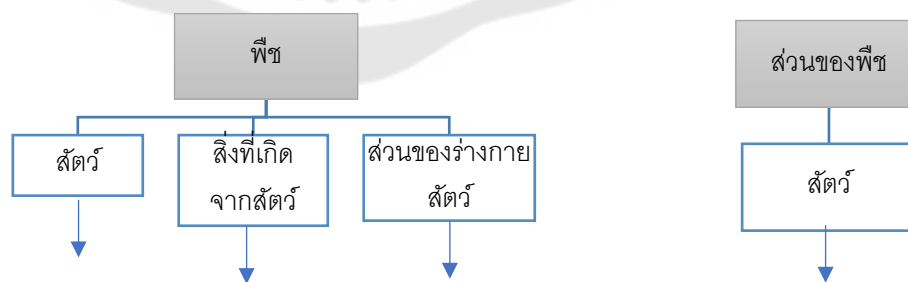 พืช
ส่วนของพืช
สัตว์
สิ่งที่เกิด
จากสัตว์
ส่วนของร่างกาย
สัตว์
สัตว์